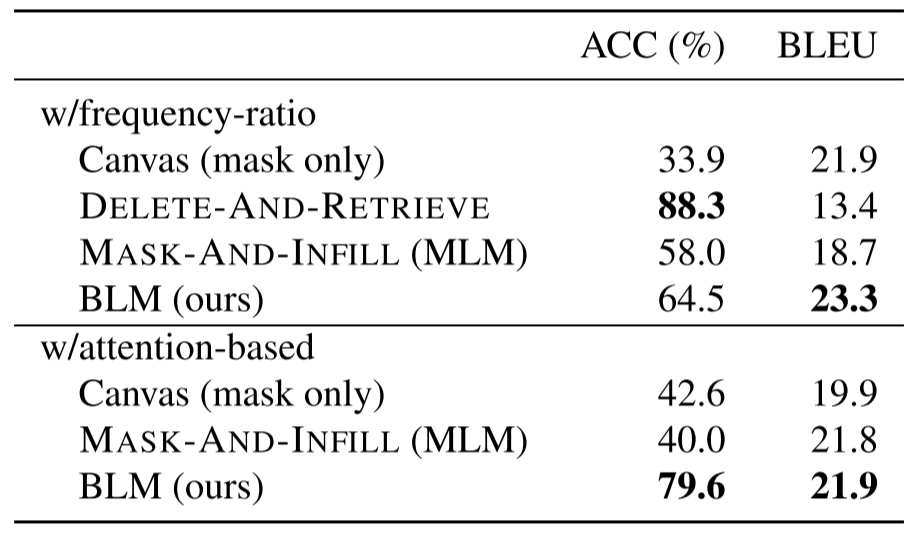 ACC (%) BLEU
w/frequency-ratio
Canvas (mask only) 33.9 21.9
DELETE-AND-RETRIEVE 88.3 13.4
MASK-AND-INFILL (MLM) 58.0 18.7
BLM (ours) 64.5 23.3
w/attention-based
Canvas (mask only) 42.6 19.9
MASK-AND-INFILL (MLM) 40.0 21.8
BLM (ours) 79.6 21.9